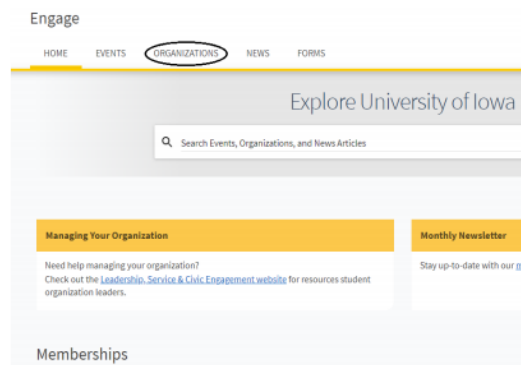 Engage
HOME EVENTS ORGANIZATIONS NEWS FORMS
Explore University of Iowa
Search Events, Organizations, and News Articles
Managing Your Organization
Need help managing your organization?
Check out the Leadership, Service & Civic Engagement website for resources student
organization leaders.
Monthly Newsletter
Stay up-to-date with our
Memberships